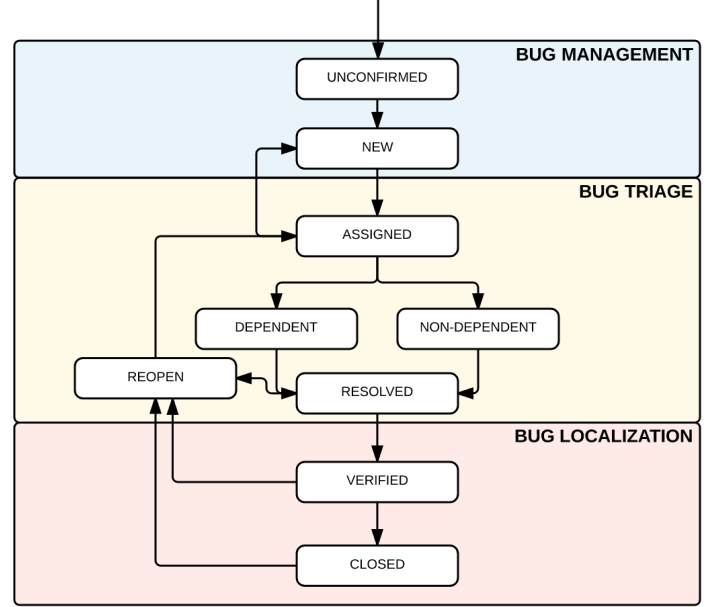 BUG MANAGEMENT
UNCONFIRMED
NEW
BUG TRIAGE
ASSIGNED
DEPENDENT
NON-DEPENDENT
REOPEN
RESOLVED
BUG LOCALIZATION
VERIFIED
CLOSED